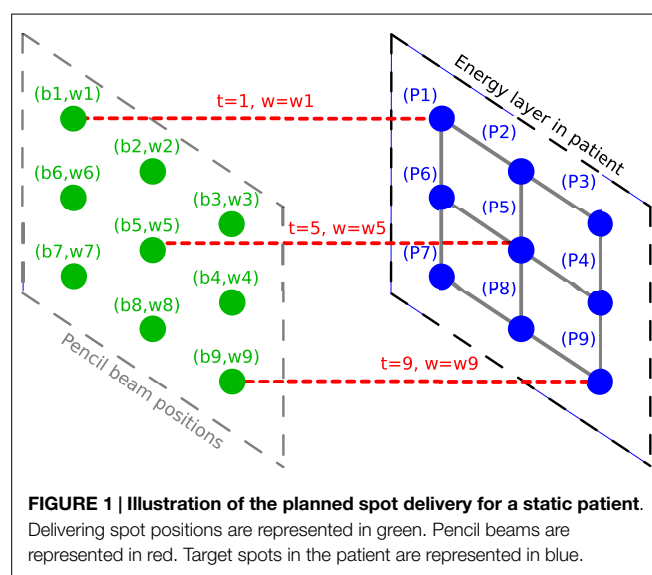 (b1,w1)
t=1, w=w1
(P1)
Energy layer in patient
(b2,w2)
(P2)
(b6,w6)
(P6)
(P3)
(b3,w3)
(b5,w5)
t=5, w=w5
(P5)
(b7,w7)
(P7)
(P4)
(b4,w4)
(b8,w8)
(P8)
Pencil beam positions
(b9,w9)
t=9, w=w9
(P9)
FIGURE 1 | Illustration of the planned spot delivery for a static patient.
Delivering spot positions are represented in green. Pencil beams are
represented in red. Target spots in the patient are represented in blue.